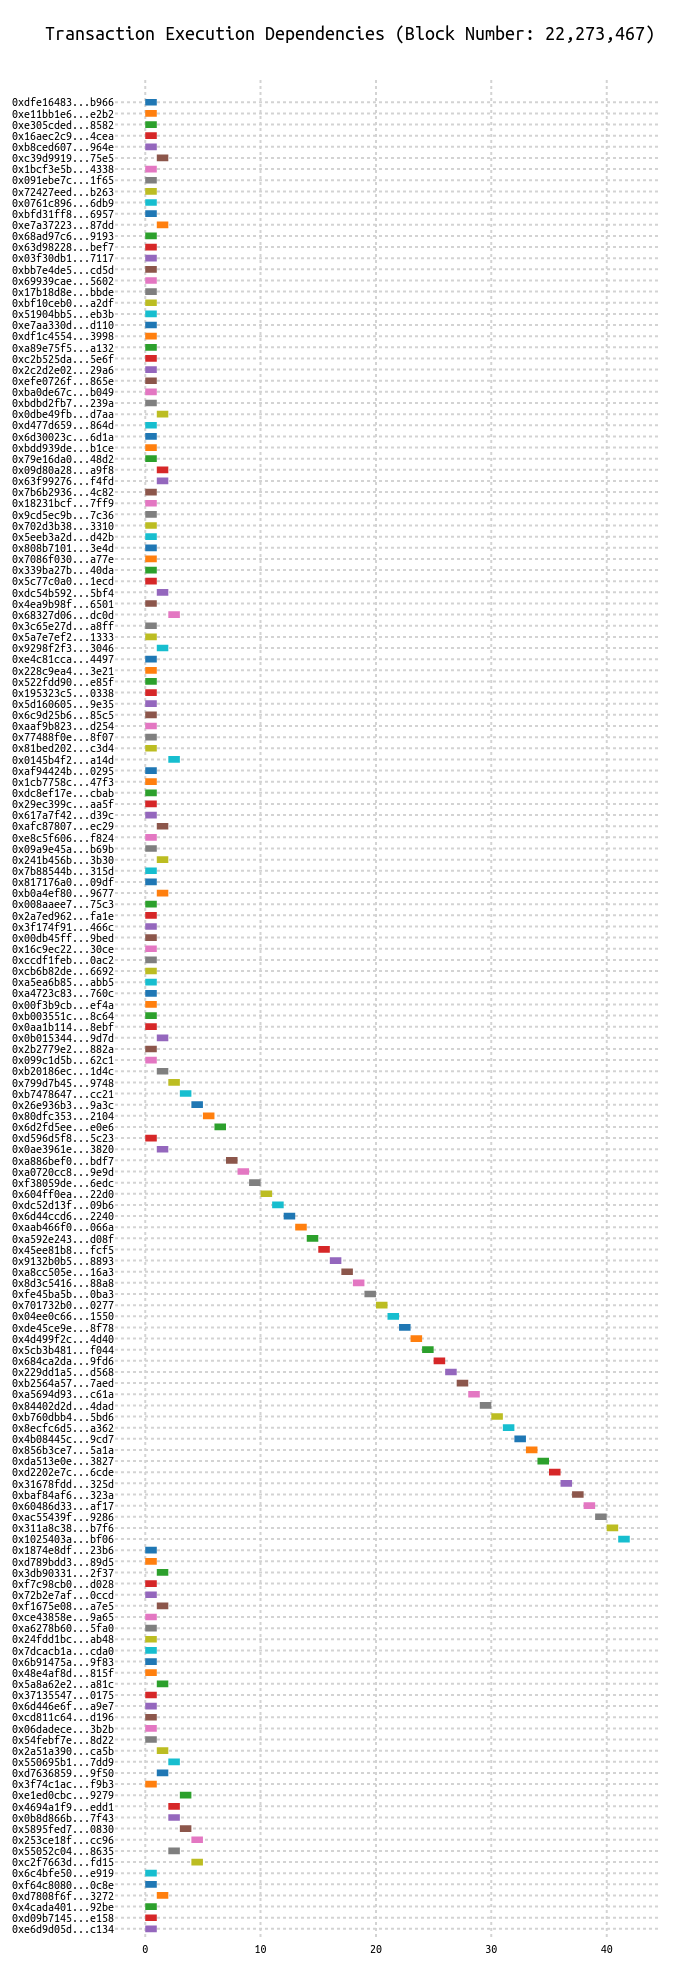 Transaction Execution Dependencies (Block Number: 22,273,467)
0xdfe16483...b966
0xe11bb1e6...e2b2
0xe305cded...8582
0x16aec2c9...4cea
0xb8ced607...964e
0xc39d9919...75e5
0x1bcf3e5b...4338
0x091ebe7c...1f65
0x72427eed...b263
0x0761c896...6db9
0xbfd31ff8...6957
0xe7a37223...87dd
0x68ad97c6...9193
0x63d98228...bef7
0x03f30db1...7117
0xbb7e4de5...cd5d
0x69939cae...5602
0x17b18d8e...bbde
0xbf10ceb0...a2df
0x51904bb5...eb3b
0xe7aa330d...d110
0xdf1c4554...3998
0xa89e75f5...a132
0xc2b525da...5e6f
0x2c2d2e02...29a6
0xefe0726f...865e
0xba0de67c...b049
0xbdbd2fb7...239a
0x0dbe49fb...d7aa
0xd477d659...864d
0x6d30023c...6d1a
0xbdd939de...b1ce
0x79e16da0...48d2
0x09d80a28...a9f8
0x63f99276...f4fd
0x7b6b2936...4c82
0x18231bcf...7ff9
0x9cd5ec9b...7c36
0x702d3b38...3310
0x5eeb3a2d...d42b
0x808b7101...3e4d
0x7086f030...a77e
0x339ba27b...40da
0x5c77c0a0...1ecd
0xdc54b592...5bf4
0x4ea9b98f...6501
0x68327d06...dc0d
0x3c65e27d...a8ff
0x5a7e7ef2...1333
0x9298f2f3...3046
0xe4c81cca...4497
0x228c9ea4...3e21
0x522fdd90...e85f
0x195323c5...0338
0x5d160605...9e35
0x6c9d25b6...85c5
0xaaf9b823...d254
0x77488f0e...8f07
0x81bed202...c3d4
0x0145b4f2...a14d
0xaf94424b...0295
0x1cb7758c...47f3
0xdc8ef17e...cbab
0x29ec399c...aa5f
0x617a7f42...d39c
0xafc87807...ec29
0xe8c5f606...f824
0x09a9e45a...b69b
0x241b456b...3b30
0x7b88544b...315d
0x817176a0...09df
0xb0a4ef80...9677
0x008aaee7...75c3
0x2a7ed962...fa1e
0x3f174f91...466c
0x00db45ff...9bed
0x16c9ec22...30ce
0xccdf1feb...0ac2
0xcb6b82de...6692
0xa5ea6b85...abb5
0xa4723c83...760c
0x00f3b9cb...ef4a
0xb003551c...8c64
0x0aa1b114...8ebf
0x0b015344...9d7d
0x2b2779e2...882a
0x099c1d5b...62c1
0xb20186ec...1d4c
0x799d7b45...9748
0xb7478647...cc21
0x26e936b3...9a3c
0x80dfc353...2104
0x6d2fd5ee...e0e6
0xd596d5f8...5c23
0x0ae3961e...3820
0xa886bef0...bdf7
0xa0720cc8...9e9d
0xf38059de...6edc
0x604ff0ea...22d0
0xdc52d13f...09b6
0x6d44ccd6...2240
0xaab466f0...066a
0xa592e243...d08f
0x45ee81b8...fcf5
0x9132b0b5...8893
0xa8cc505e...16a3
0x8d3c5416...88a8
0xfe45ba5b...0ba3
0x701732b0...0277
0x04ee0c66...1550
0xde45ce9e...8f78
0x4d499f2c...4d40
0x5cb3b481...f044
0x684ca2da...9fd6
0x229dd1a5...d568
0xb2564a57...7aed
0xa5694d93...c61a
0x84402d2d...4dad
0xb760dbb4...5bd6
0x8ecfc6d5...a362
0x4b08445c...9cd7
0x856b3ce7...5a1a
0xda513e0e...3827
0xd2202e7c...6cde
0x31678fdd...325d
0xbaf84af6...323a
0x60486d33...af17
0xac55439f...9286
0x311a8c38...b7f6
0x1025403a...bf06
0x1874e8df...23b6
0xd789bdd3...89d5
0x3db90331...2f37
0xf7c98cb0...d028
0x72b2e7af...0ccd
0xf1675e08...a7e5
0xce43858e...9a65
0xa6278b60...5fa0
0x24fdd1bc...ab48
0x7dcacb1a...cda0
0x6b91475a...9f83
0x48e4af8d...815f
0x5a8a62e2...a81c
0x37135547...0175
0x6d446e6f...a9e7
0xcd811c64...d196
0x06dadece...3b2b
0x54febf7e...8d22
0x2a51a390...ca5b
0x550695b1...7dd9
0xd7636859...9f50
0x3f74c1ac...f9b3
0xe1ed0cbc...9279
0x4694a1f9...edd1
0x0b8d866b...7f43
0x5895fed7...0830
0x253ce18f...cc96
0x55052c04...8635
0xc2f7663d...fd15
0x6c4bfe50...e919
0xf64c8080...0c8e
0xd7808f6f...3272
0x4cada401...92be
0xd09b7145...e158
0xe6d9d05d...c134
0 10 20 30 40